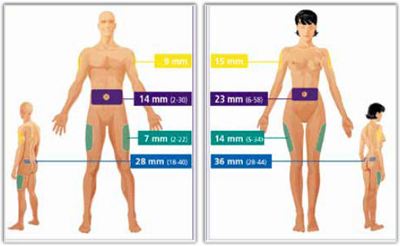 9 mm
14 mm (2-30)
7 mm (2-22)
28 mm (18-40)
15 mm
23 mm (6-58)
14 mm (5-34)
36 mm (28-44)